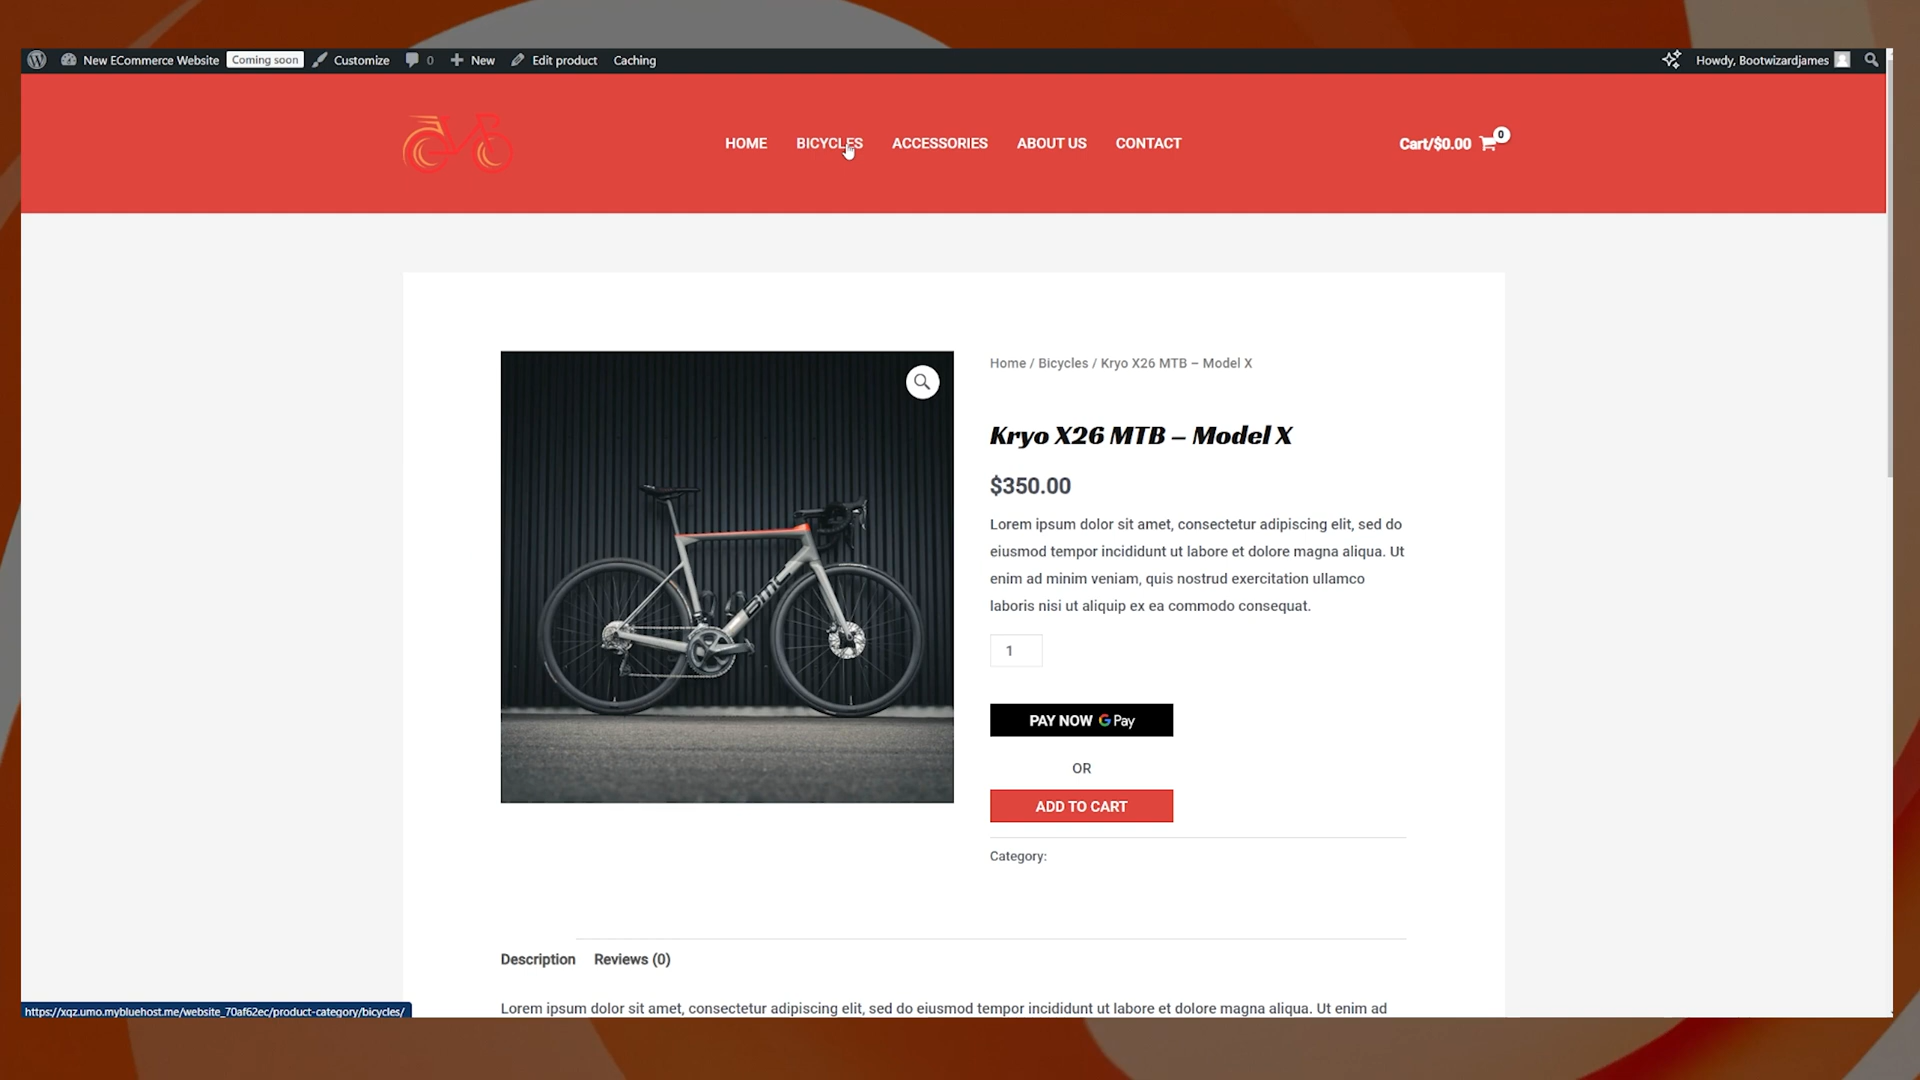 New ECommerce Website Coming soon Customize 0 New Edit product Caching Howdy, Bootwizardjames
HOME BICYCLES ACCESSORIES ABOUT US CONTACT Cart/$0.00 0
Home / Bicycles / Kryo X26 MTB – Model X
Kryo X26 MTB – Model X
$350.00
Lorem ipsum dolor sit amet, consectetur adipiscing elit, sed do
eiusmod tempor incididunt ut labore et dolore magna aliqua. Ut
enim ad minim veniam, quis nostrud exercitation ullamco
laboris nisi ut aliquip ex ea commodo consequat.
1
BMC
PAY NOW G Pay
OR
ADD TO CART
Category:
Description Reviews (0)
Lorem ipsum dolor sit amet, consectetur adipiscing elit, sed do eiusmod tempor incididunt ut labore et dolore magna aliqua. Ut enim ad
https://xqz.umo.mybluehost.me/website_70af62ec/product-category/bicycles/